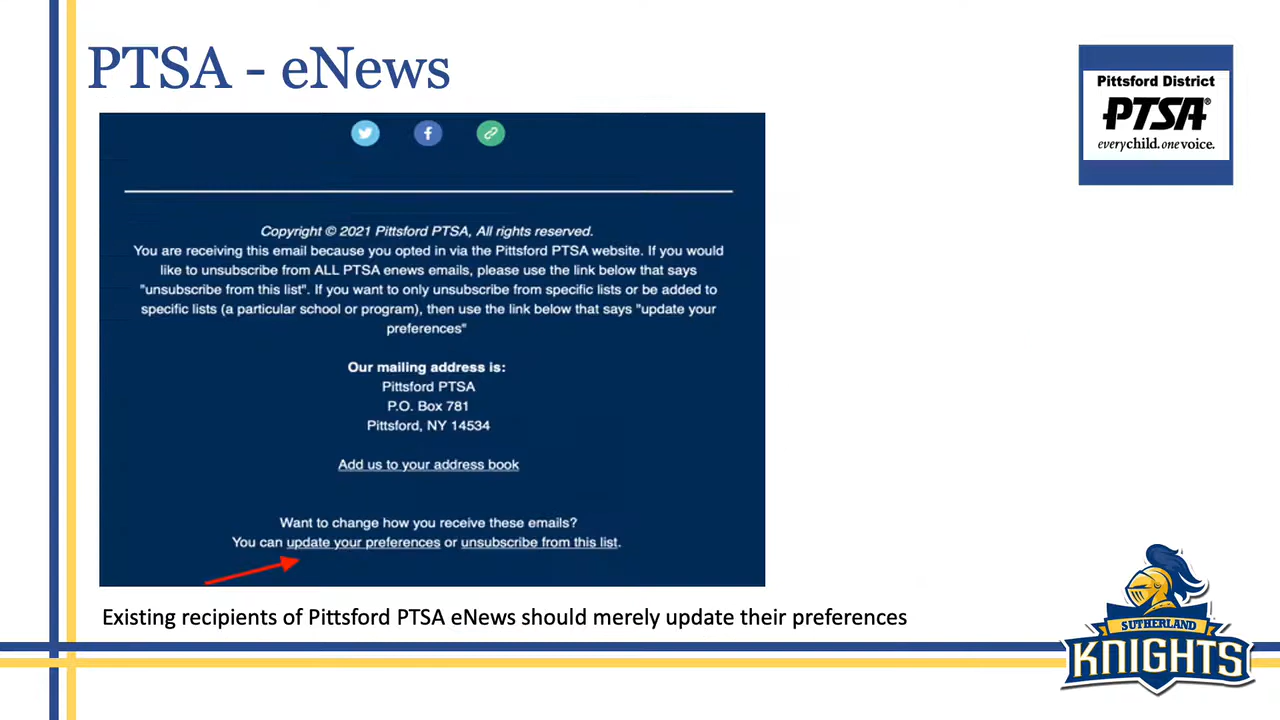 PTSA - eNews
Pittsford District
PTSA®
everychild.onevoice.
Copyright © 2021 Pittsford PTSA, All rights reserved.
You are receiving this email because you opted in via the Pittsford PTSA website. If you would
like to unsubscribe from ALL PTSA enews emails, please use the link below that says
"unsubscribe from this list". If you want to only unsubscribe from specific lists or be added to
specific lists (a particular school or program), then use the link below that says "update your
preferences"
Our mailing address is:
Pittsford PTSA
P.O. Box 781
Pittsford, NY 14534
Add us to your address book
Want to change how you receive these emails?
You can update your preferences or unsubscribe from this list.
Existing recipients of Pittsford PTSA eNews should merely update their preferences
SUTHERLAND
KNIGHTS